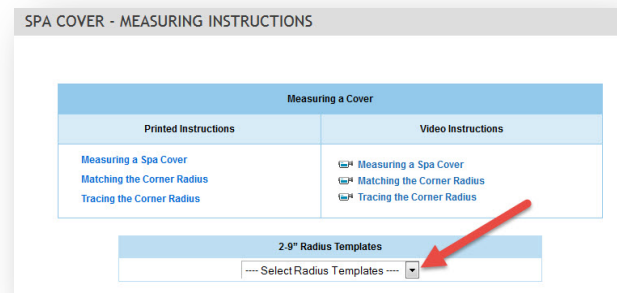 SPA COVER - MEASURING INSTRUCTIONS
Measuring a Cover
Printed Instructions
Video Instructions
Measuring a Spa Cover
Matching the Corner Radius
Tracing the Corner Radius
Measuring a Spa Cover
Matching the Corner Radius
Tracing the Corner Radius
2-9" Radius Templates
---- Select Radius Templates ----